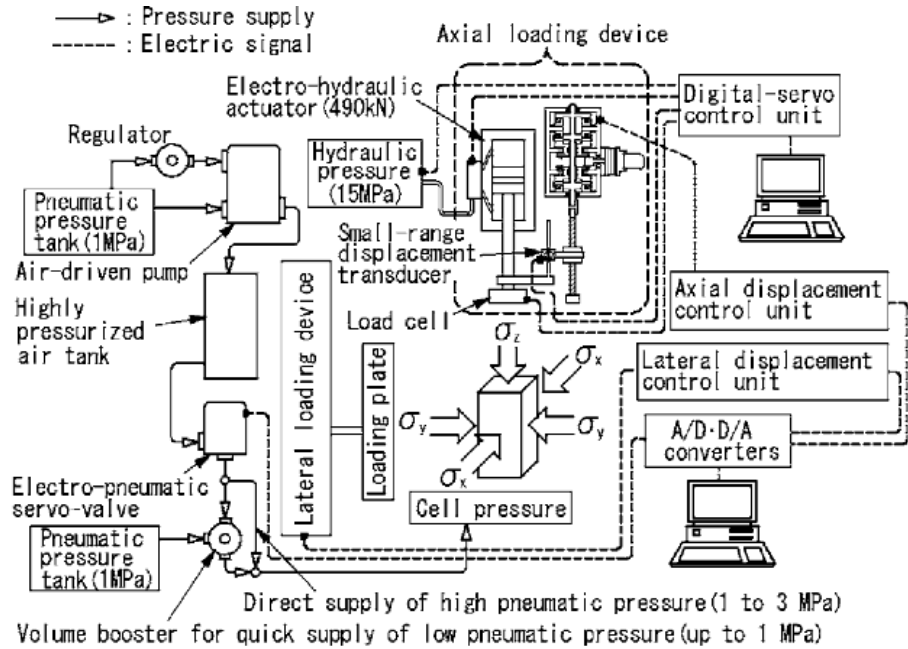 : Pressure supply
: Electric signal
Axial loading device
Electro-hydraulic
actuator(490kN)
Digital-servo
control unit
Regulator
Hydraulic
pressure
(15MPa)
Pneumatic
pressure
tank(1MPa)
Small-range
displacement
transducer
Air-driven pump
Highly
pressurized
air tank
Axial displacement
control unit
Load cell
Lateral displacement
control unit
Lateral loading device
Loading plate
σz
σx
σy
σy
σx
A/D·D/A
converters
Electro-pneumatic
servo-valve
Cell pressure
Pneumatic
pressure
tank(1MPa)
Direct supply of high pneumatic pressure(1 to 3 MPa)
Volume booster for quick supply of low pneumatic pressure(up to 1 MPa)